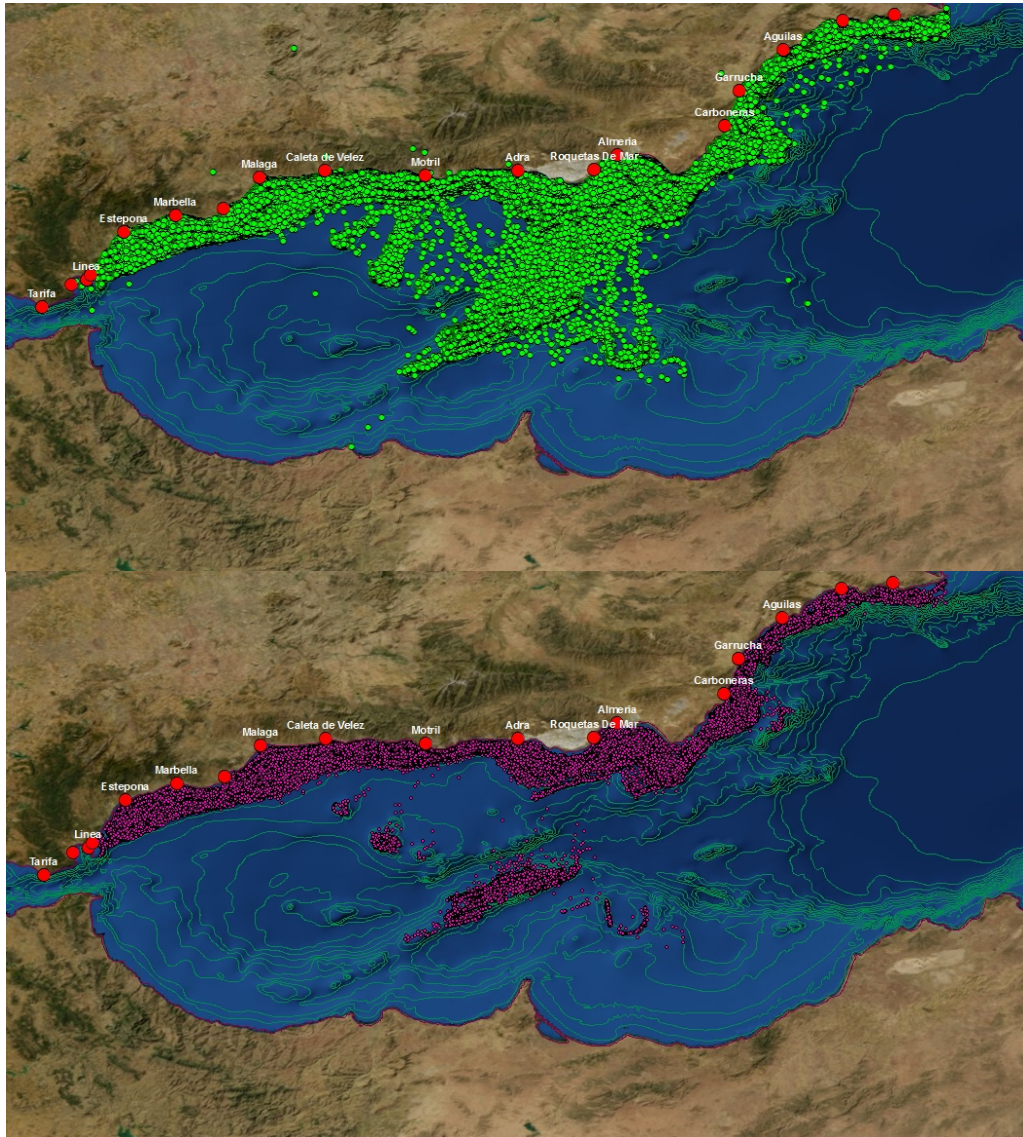 Aguilas
Garrucha
Carboneras
Almeria
Caleta de Velez
Adra
Roquetas De Mar
Motril
Malaga
Marbella
Estepona
Linea
Tarifa
Aguilas
Garrucha
Carboneras
Almeria
Caleta de Velez
Adra
Roquetas De Mar
Motril
Malaga
Marbella
Estepona
Linea
Tarifa